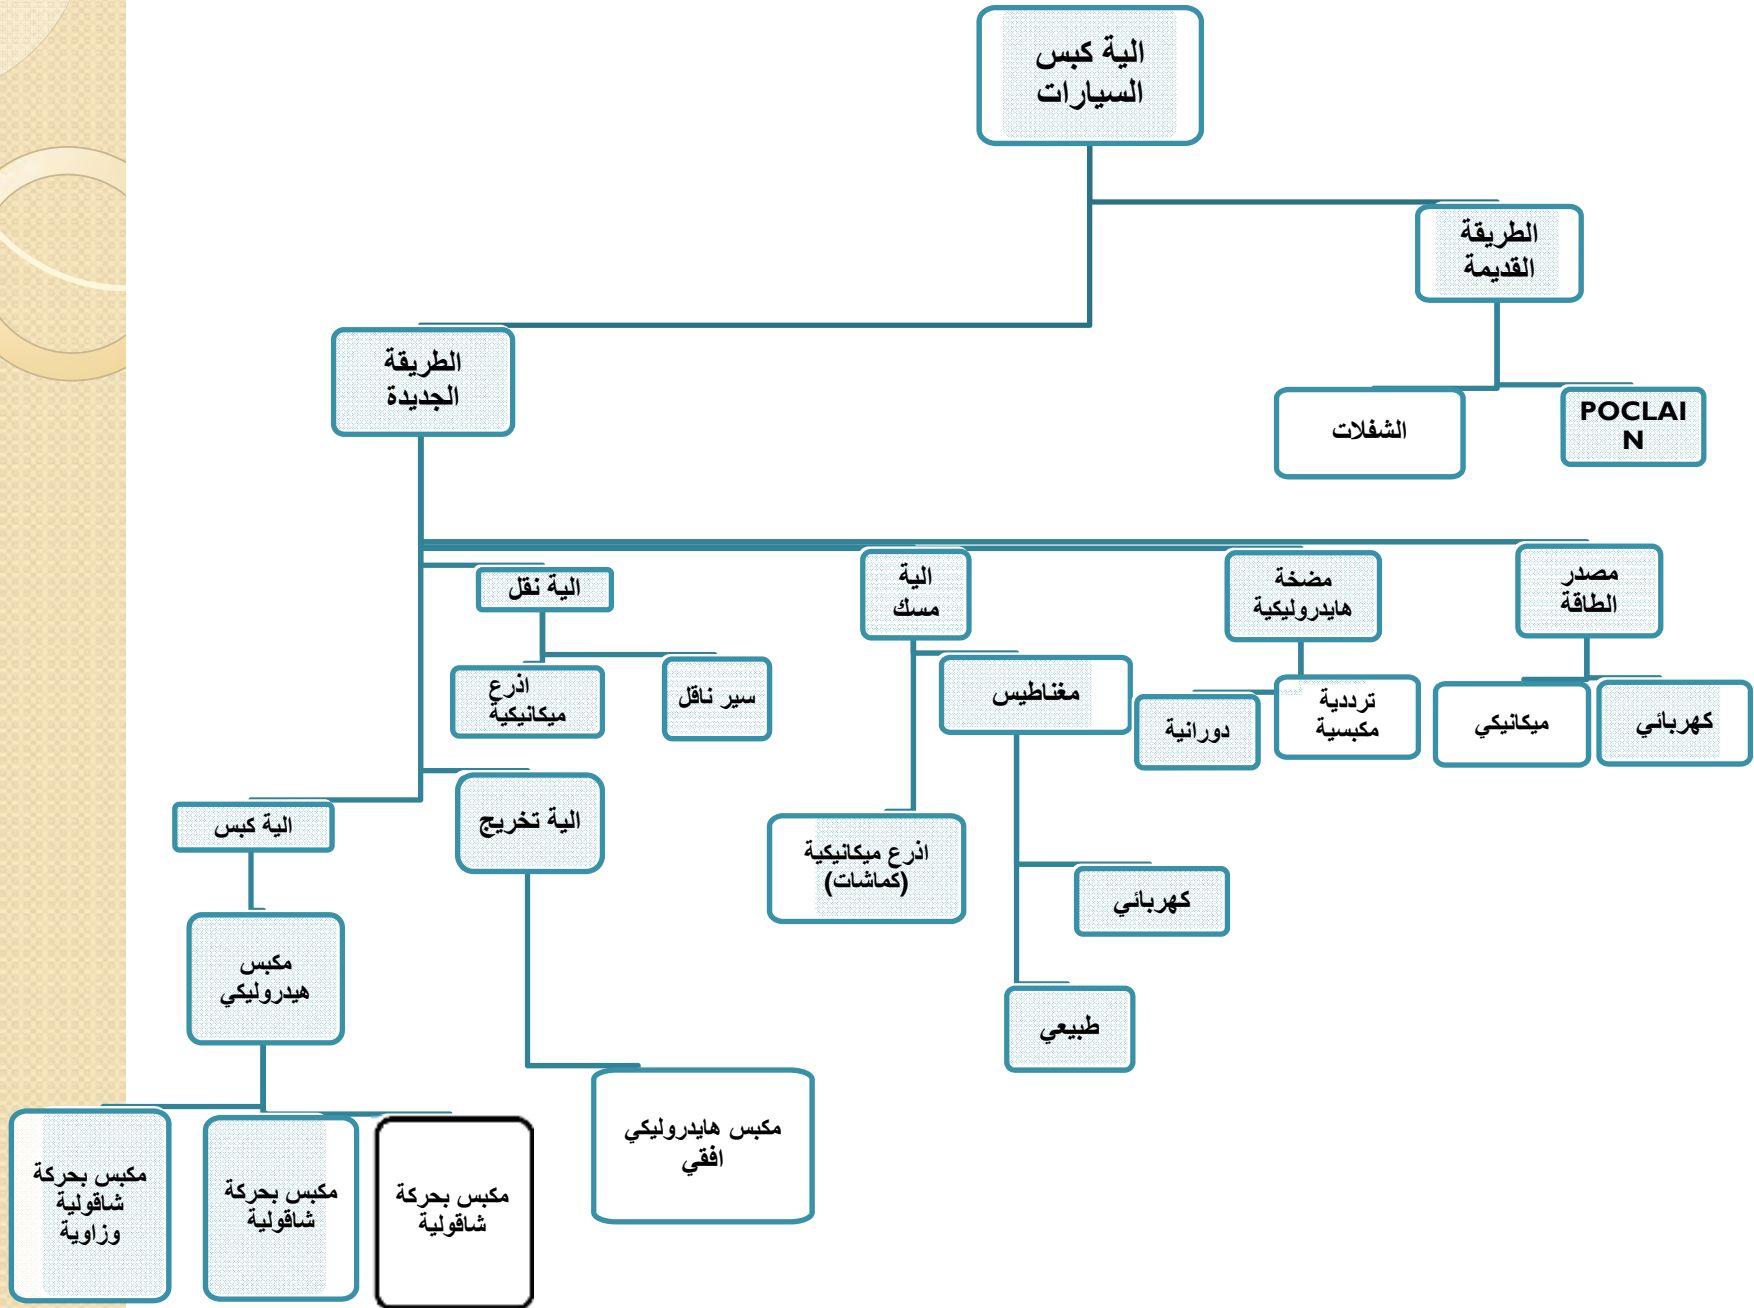 الية كبس
السيارات
الطريقة
القديمة
الطريقة
الجديدة
POCLAI
N
الشفلات
مصدر
الطاقة
مضخة
هايدروليكية
الية
مسك
الية نقل
كهربائي
ميكانيكي
ترددية
مكبسية
دورانية
مغناطيس
سير ناقل
اذرع
ميكانيكية
الية تخريج
الية كبس
اذرع ميكانيكية
(كماشات)
كهربائي
طبيعي
مكبس
هيدروليكي
مكبس هايدروليكي
افقي
مكبس بحركة
شاقولية
مكبس بحركة
شاقولية
مكبس بحركة
شاقولية
وزاوية